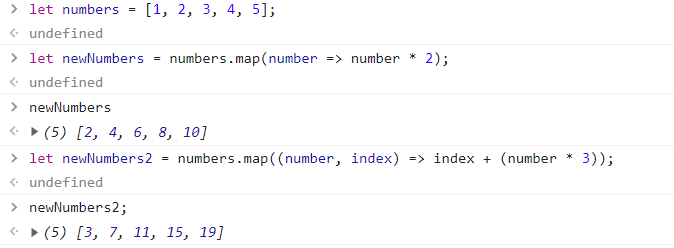 let numbers = [1, 2, 3, 4, 5];
undefined
let newNumbers = numbers.map(number => number * 2);
undefined
newNumbers
(5) [2, 4, 6, 8, 10]
let newNumbers2 = numbers.map((number, index) => index + (number * 3));
undefined
newNumbers2;
(5) [3, 7, 11, 15, 19]